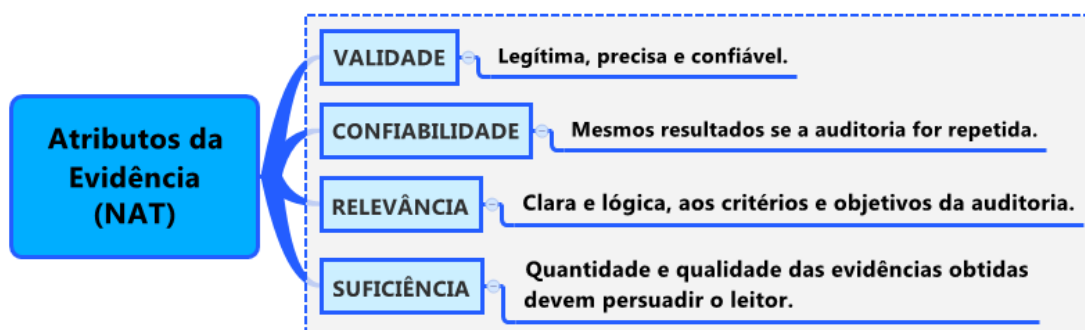 Atributos da
Evidência
(NAT)
VALIDADE
Legítima, precisa e confiável.
CONFIABILIDADE
Mesmos resultados se a auditoria for repetida.
RELEVÂNCIA
Clara e lógica, aos critérios e objetivos da auditoria.
SUFICIÊNCIA
Quantidade e qualidade das evidências obtidas
devem persuadir o leitor.